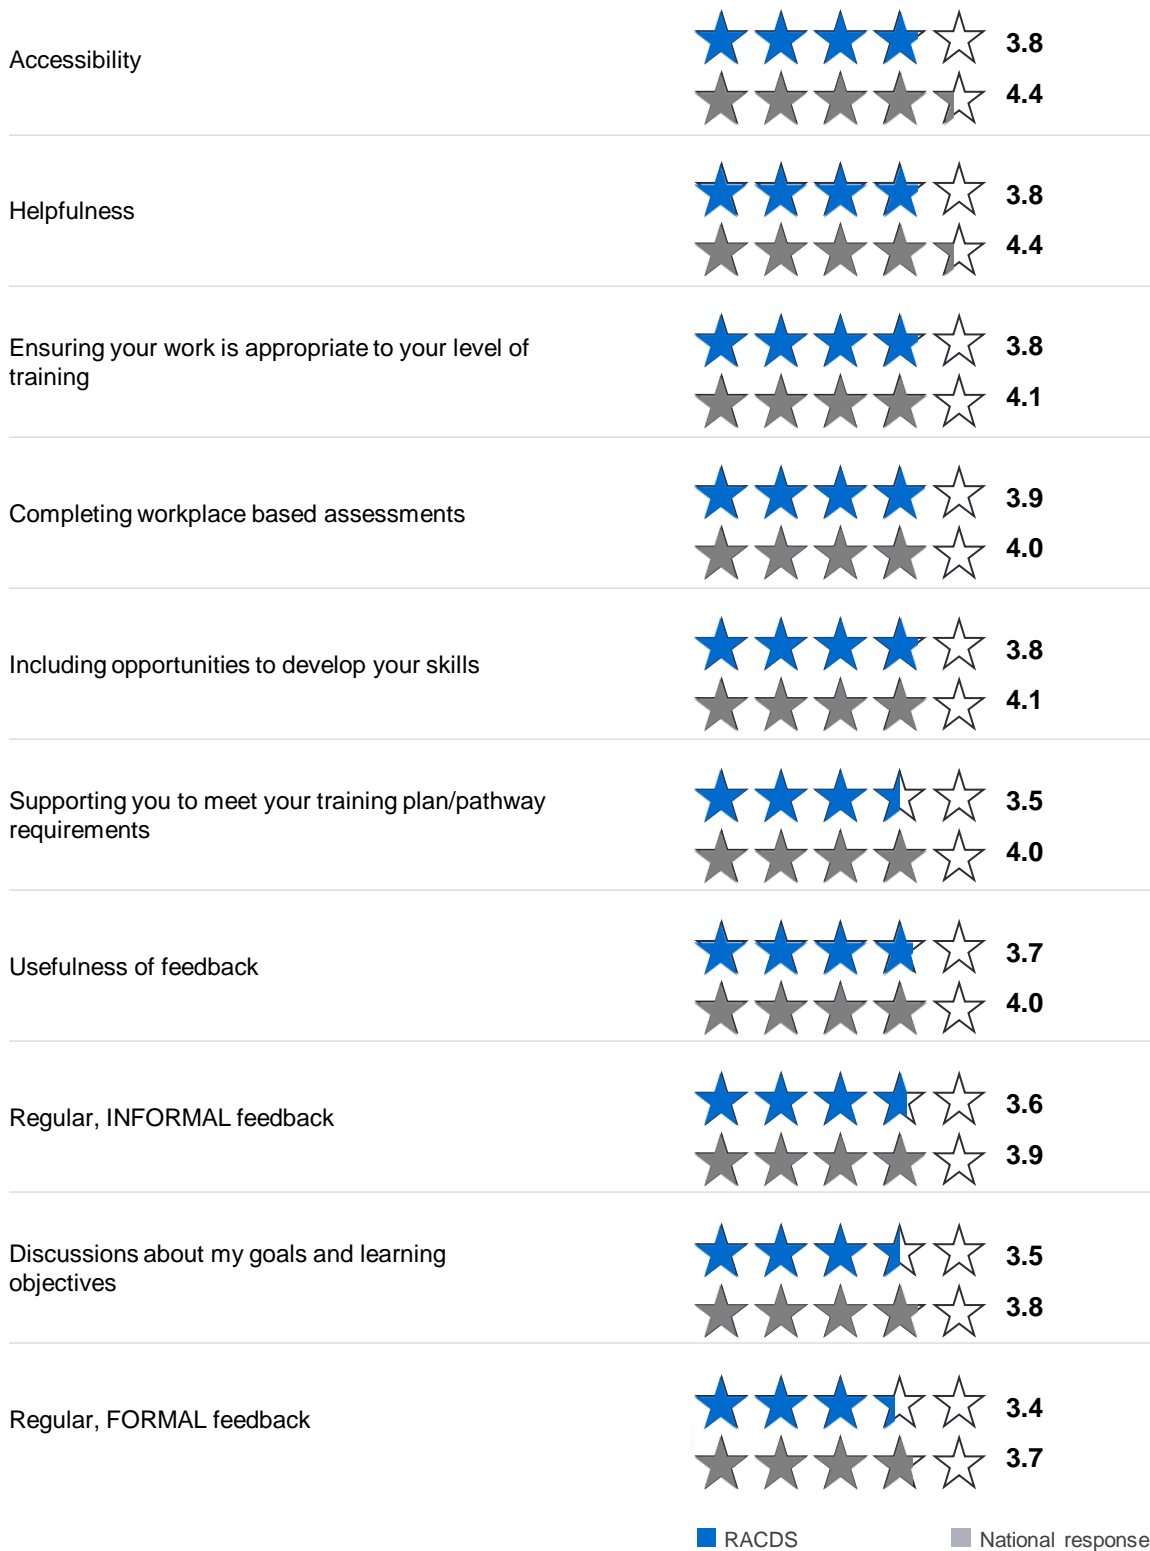 Accessibility
3.8
4.4
Helpfulness
3.8
4.4
Ensuring your work is appropriate to your level of
training
3.8
4.1
Completing workplace based assessments
3.9
4.0
Including opportunities to develop your skills
3.8
4.1
Supporting you to meet your training plan/pathway
requirements
3.5
4.0
Usefulness of feedback
3.7
4.0
Regular, INFORMAL feedback
3.6
3.9
Discussions about my goals and learning
objectives
3.5
3.8
Regular, FORMAL feedback
3.4
3.7
RACDS
National response